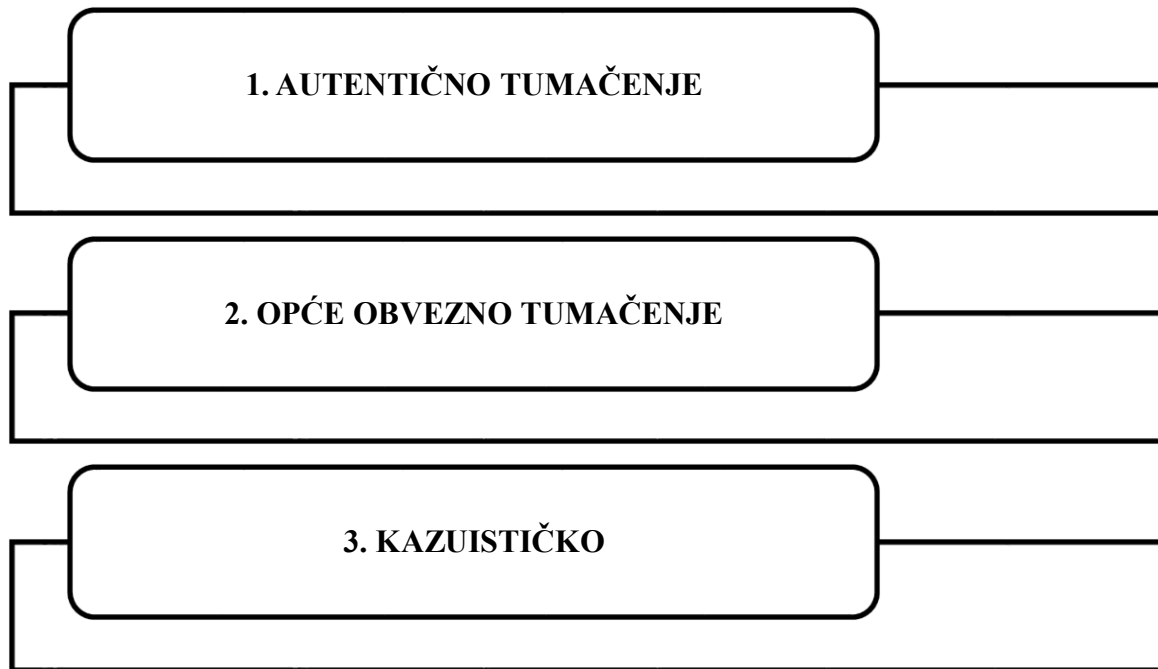 1. AUTENTIČNO TUMAČENJE
2. OPĆE OBVEZNO TUMAČENJE
3. KAZUISTIČKO